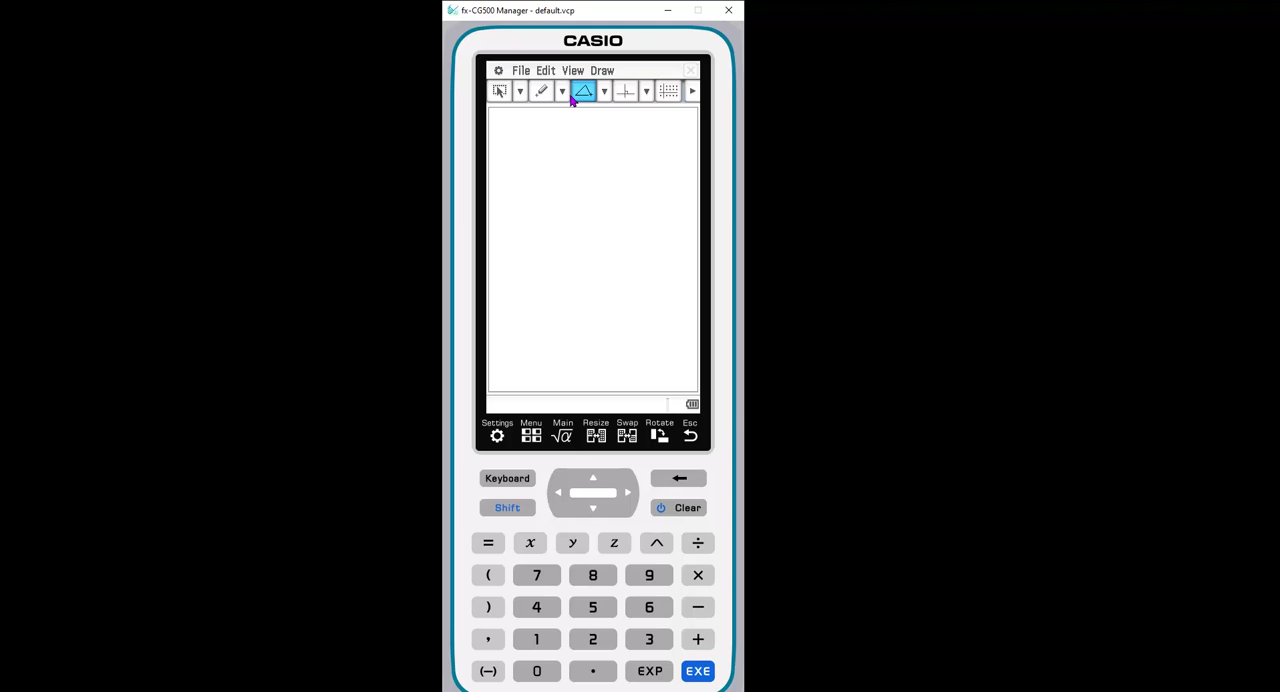 fx-CG500 Manager - default.vcp
CASIO
File Edit View Draw
Settings Menu Main Resize Swap Rotate Esc
√α
Keyboard
Shift Clear
= x y z ^ ÷
( 7 8 9 ×
) 4 5 6 −
, 1 2 3 +
(−) 0 . EXP EXE